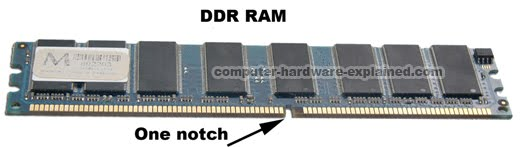 DDR RAM
M
computer-hardware-explained.com
One notch